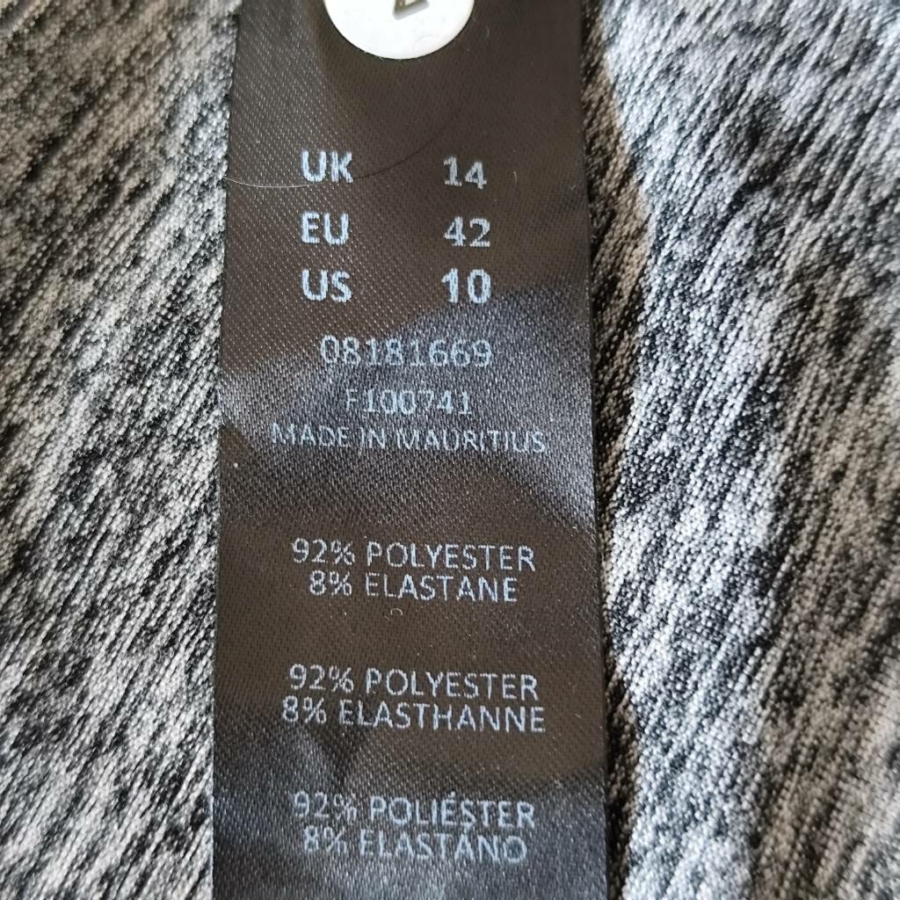 UK 14
EU 42
US 10
08181669
F100741
MADE IN MAURITIUS
92% POLYESTER
8% ELASTANE
92% POLYESTER
8% ELASTHANNE
92% POLIÉSTER
8% ELASTANO